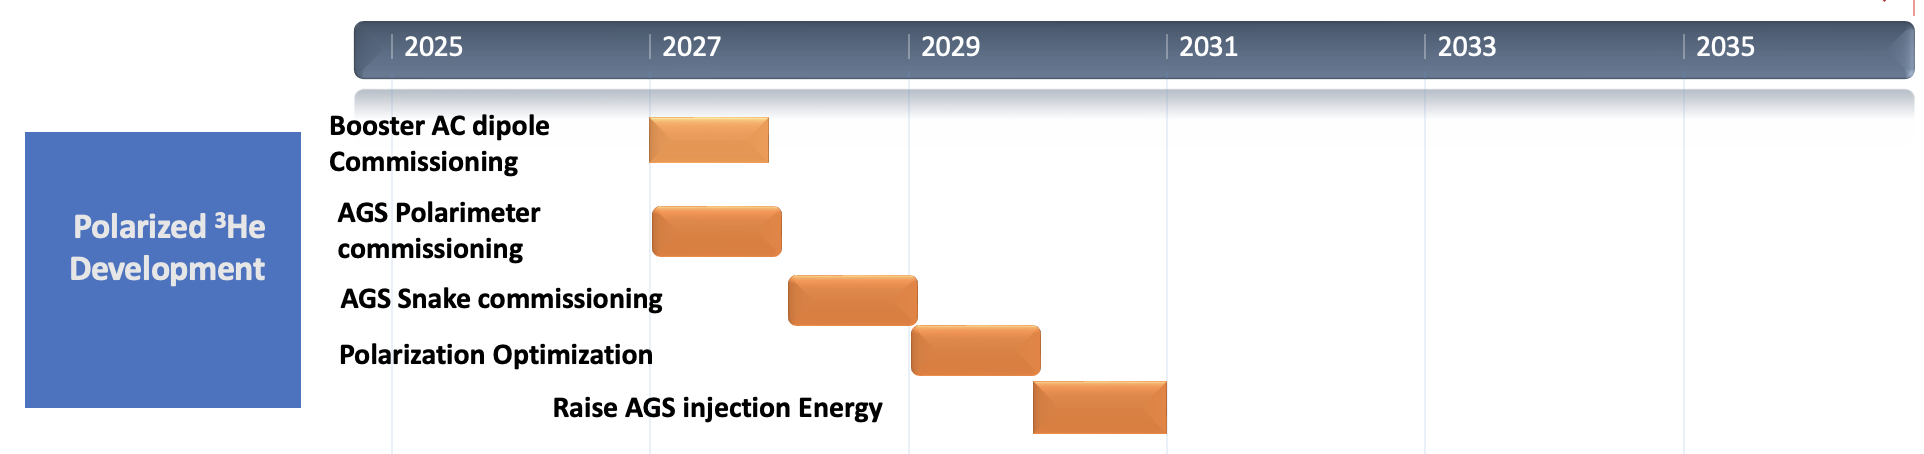 2025 2027 2029 2031 2033 2035
Booster AC dipole
Commissioning
AGS Polarimeter
commissioning
Polarized ³He
Development
AGS Snake commissioning
Polarization Optimization
Raise AGS injection Energy